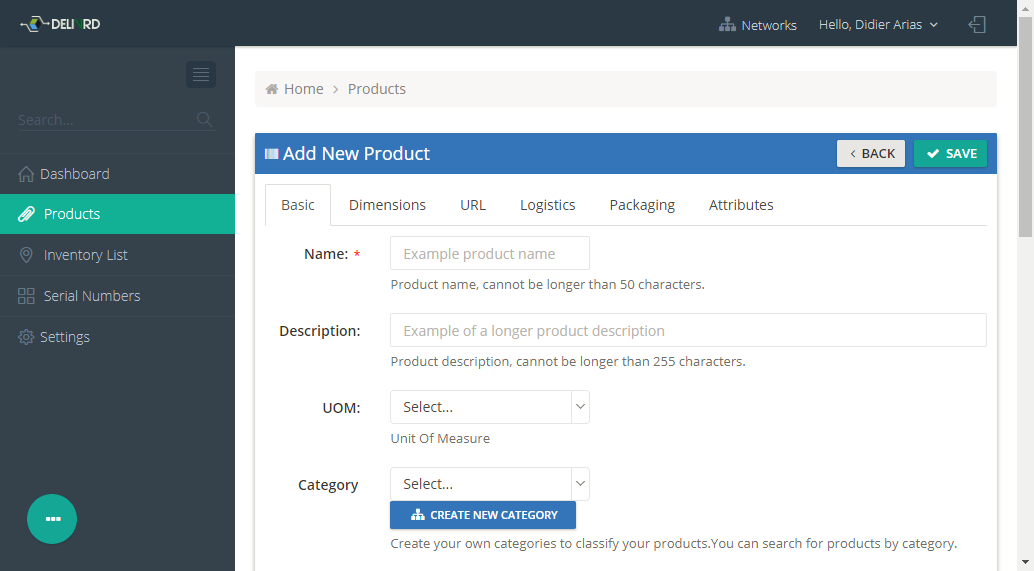 DELIVRD
Networks
Hello, Didier Arias
Search...
Dashboard
Products
Inventory List
Serial Numbers
Settings
Home > Products
Add New Product
< BACK
SAVE
Basic Dimensions URL Logistics Packaging Attributes
Name: *
Example product name
Product name, cannot be longer than 50 characters.
Description:
Example of a longer product description
Product description, cannot be longer than 255 characters.
UOM:
Select...
Unit Of Measure
Category
Select...
CREATE NEW CATEGORY
Create your own categories to classify your products.You can search for products by category.